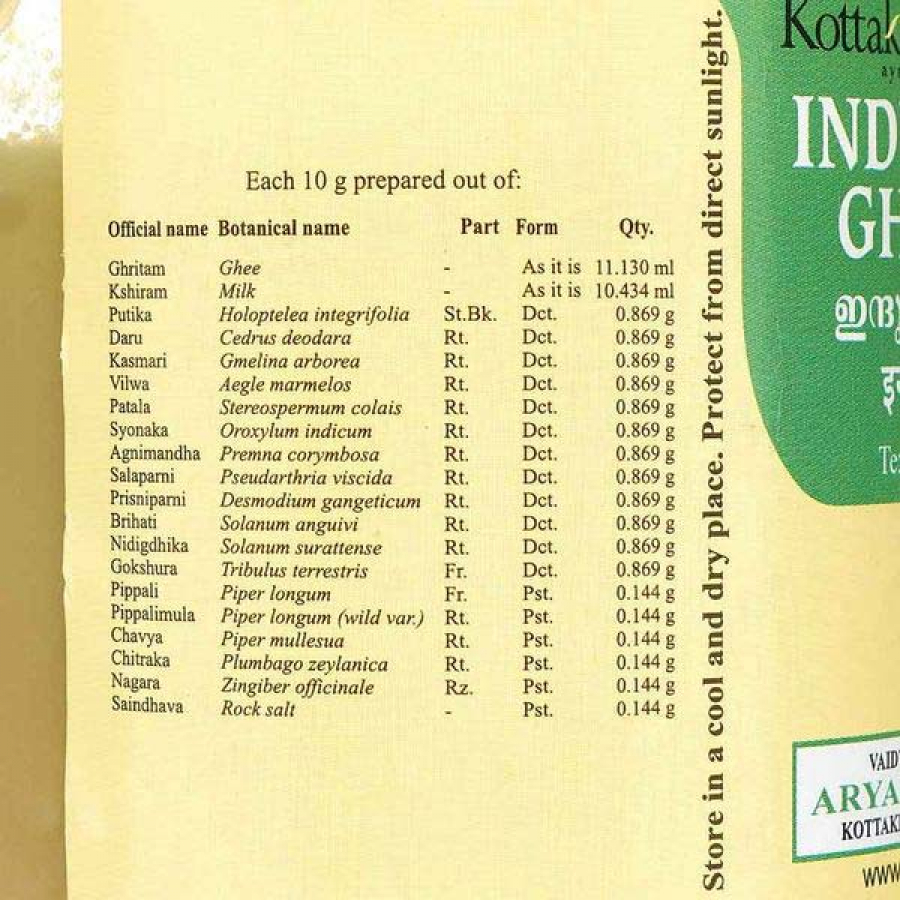 Each 10 g prepared out of:
Official name Botanical name Part Form Qty.
Ghritam Ghee - As it is 11.130 ml
Kshiram Milk - As it is 10.434 ml
Putika Holoptelea integrifolia St.Bk. Dct. 0.869 g
Daru Cedrus deodara Rt. Dct. 0.869 g
Kasmari Gmelina arborea Rt. Dct. 0.869 g
Vilwa Aegle marmelos Rt. Dct. 0.869 g
Patala Stereospermum colais Rt. Dct. 0.869 g
Syonaka Oroxylum indicum Rt. Dct. 0.869 g
Agnimandha Premna corymbosa Rt. Dct. 0.869 g
Salaparni Pseudarthria viscida Rt. Dct. 0.869 g
Prisniparni Desmodium gangeticum Rt. Dct. 0.869 g
Brihati Solanum anguivi Rt. Dct. 0.869 g
Nidigdhika Solanum surattense Rt. Dct. 0.869 g
Gokshura Tribulus terrestris Fr. Dct. 0.869 g
Pippali Piper longum Fr. Pst. 0.144 g
Pippalimula Piper longum (wild var.) Rt. Pst. 0.144 g
Chavya Piper mullesua Rt. Pst. 0.144 g
Chitraka Plumbago zeylanica Rt. Pst. 0.144 g
Nagara Zingiber officinale Rz. Pst. 0.144 g
Saindhava Rock salt - Pst. 0.144 g
Store in a cool and dry place. Protect from direct sunlight.
Kottak
ay
IND
GH
Te
VAID
ARYA
KOTTAK
www